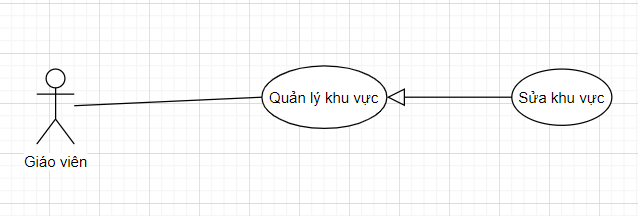 Quản lý khu vực
Sửa khu vực
Giáo viên